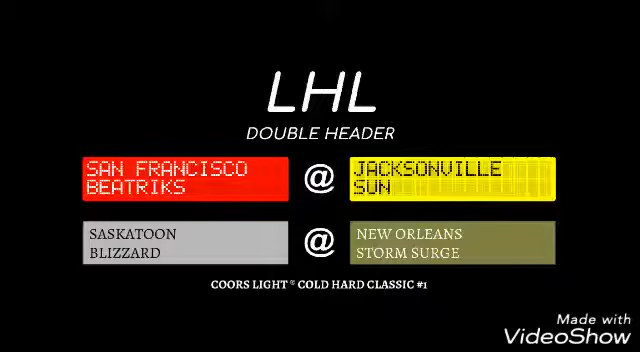 LHL
DOUBLE HEADER
SAN FRANCISCO
BEATRIKS
@
JACKSONVILLE
SUN
SASKATOON
BLIZZARD
@
NEW ORLEANS
STORM SURGE
COORS LIGHT ® COLD HARD CLASSIC #1
Made with
VideoShow